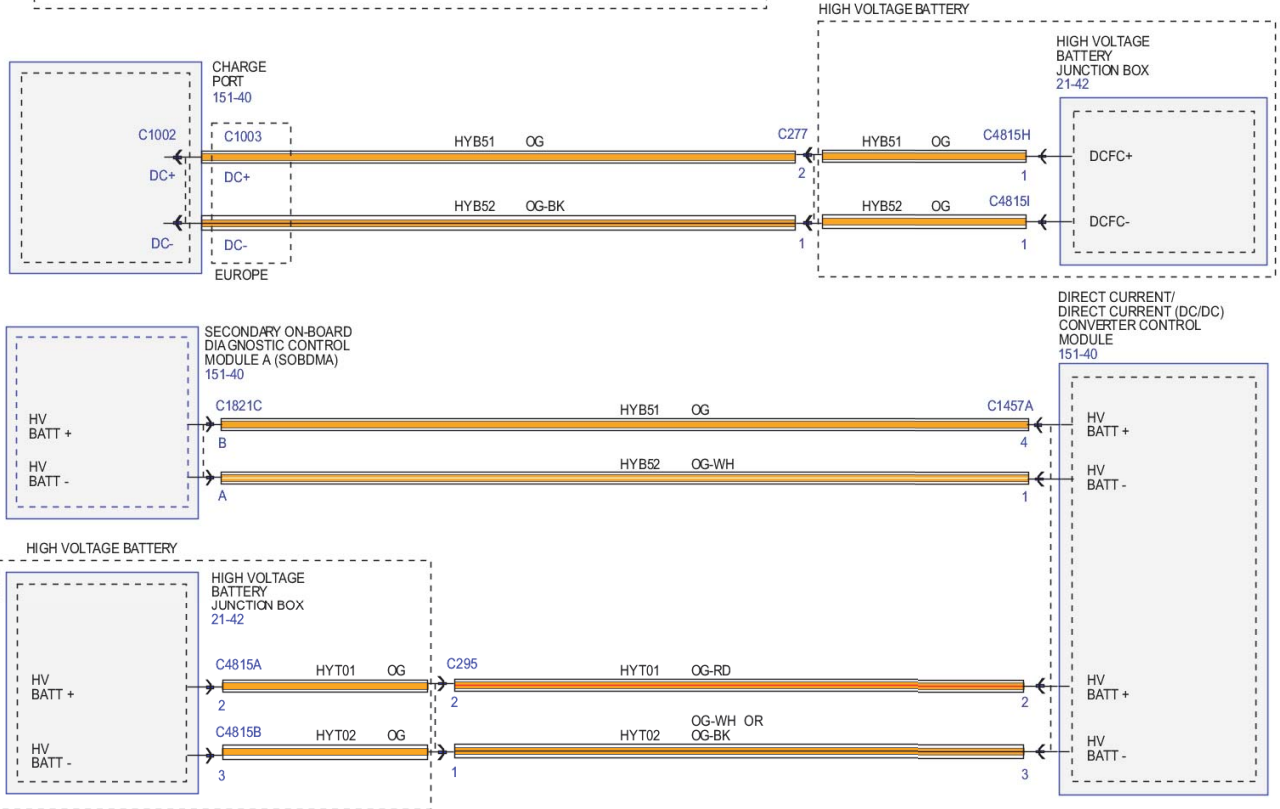 HIGH VOLTAGE BATTERY
HIGH VOLTAGE
BATTERY
JUNCTION BOX
21-42
CHARGE
PORT
151-40
C1002
C1003
HYB51 OG
C277
HYB51 OG
C4815H
DC+
DC+
2
1
DCFC+
HYB52 OG-BK
HYB52 OG
C4815I
DC-
DC-
1
1
DCFC-
EUROPE
DIRECT CURRENT/
DIRECT CURRENT (DC/DC)
CONVERTER CONTROL
MODULE
151-40
SECONDARY ON-BOARD
DIAGNOSTIC CONTROL
MODULE A (SOBDMA)
151-40
HV
BATT +
C1821C
B
HYB51 OG
C1457A
4
HV
BATT +
HV
BATT -
A
HYB52 OG-WH
1
HV
BATT -
HIGH VOLTAGE BATTERY
HIGH VOLTAGE
BATTERY
JUNCTION BOX
21-42
HV
BATT +
C4815A
2
HYT01 OG
C295
2
HYT01 OG-RD
2
HV
BATT +
HV
BATT -
C4815B
3
HYT02 OG
1
OG-WH OR
HYT02 OG-BK
3
HV
BATT -